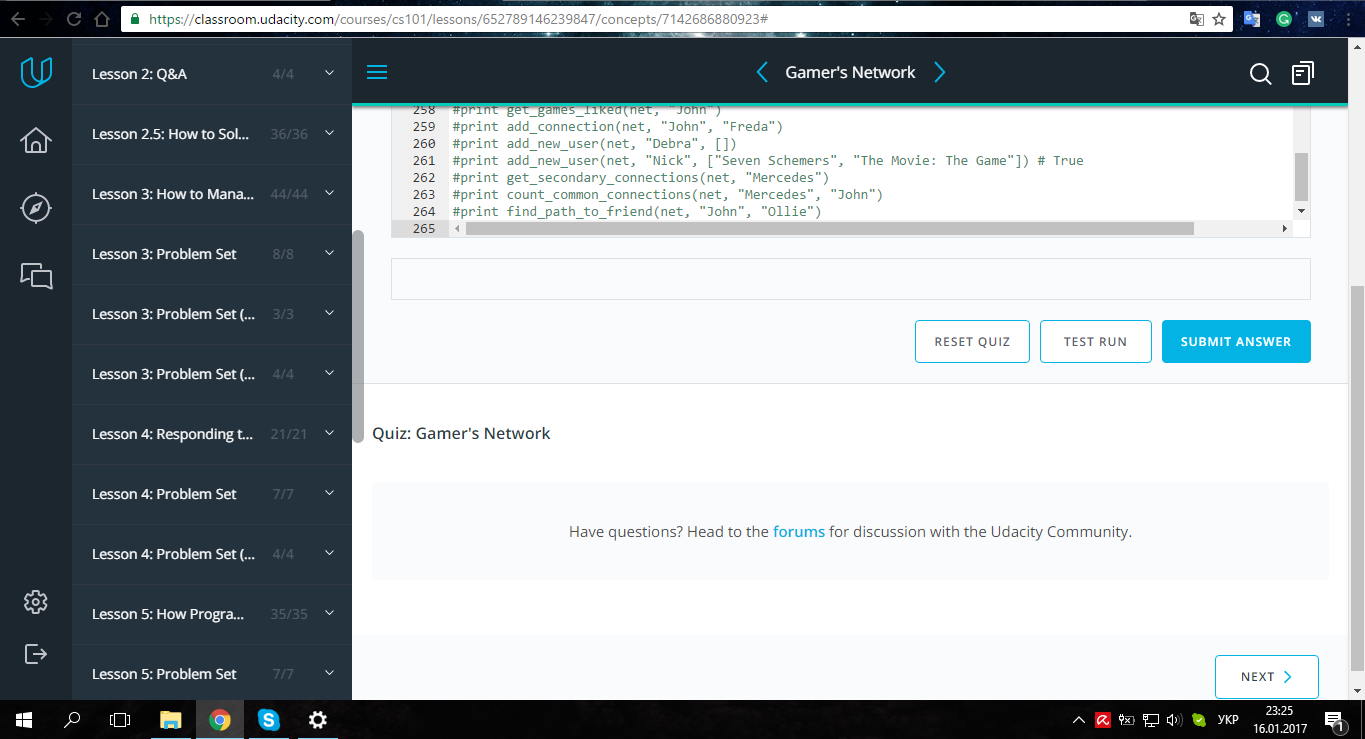 https://classroom.udacity.com/courses/cs101/lessons/652789146239847/concepts/7142686880923#
Lesson 2: Q&A 4/4
Lesson 2.5: How to Sol... 36/36
Lesson 3: How to Mana... 44/44
Lesson 3: Problem Set 8/8
Lesson 3: Problem Set (... 3/3
Lesson 3: Problem Set (... 4/4
Lesson 4: Responding t... 21/21
Lesson 4: Problem Set 7/7
Lesson 4: Problem Set (... 4/4
Lesson 5: How Progra... 35/35
Lesson 5: Problem Set 7/7
Gamer's Network
258 #print get_games_liked(net, "John")
259 #print add_connection(net, "John", "Freda")
260 #print add_new_user(net, "Debra", [])
261 #print add_new_user(net, "Nick", ["Seven Schemers", "The Movie: The Game"]) # True
262 #print get_secondary_connections(net, "Mercedes")
263 #print count_common_connections(net, "Mercedes", "John")
264 #print find_path_to_friend(net, "John", "Ollie")
265
RESET QUIZ
TEST RUN
SUBMIT ANSWER
Quiz: Gamer's Network
Have questions? Head to the forums for discussion with the Udacity Community.
NEXT
УКР
23:25
16.01.2017
1